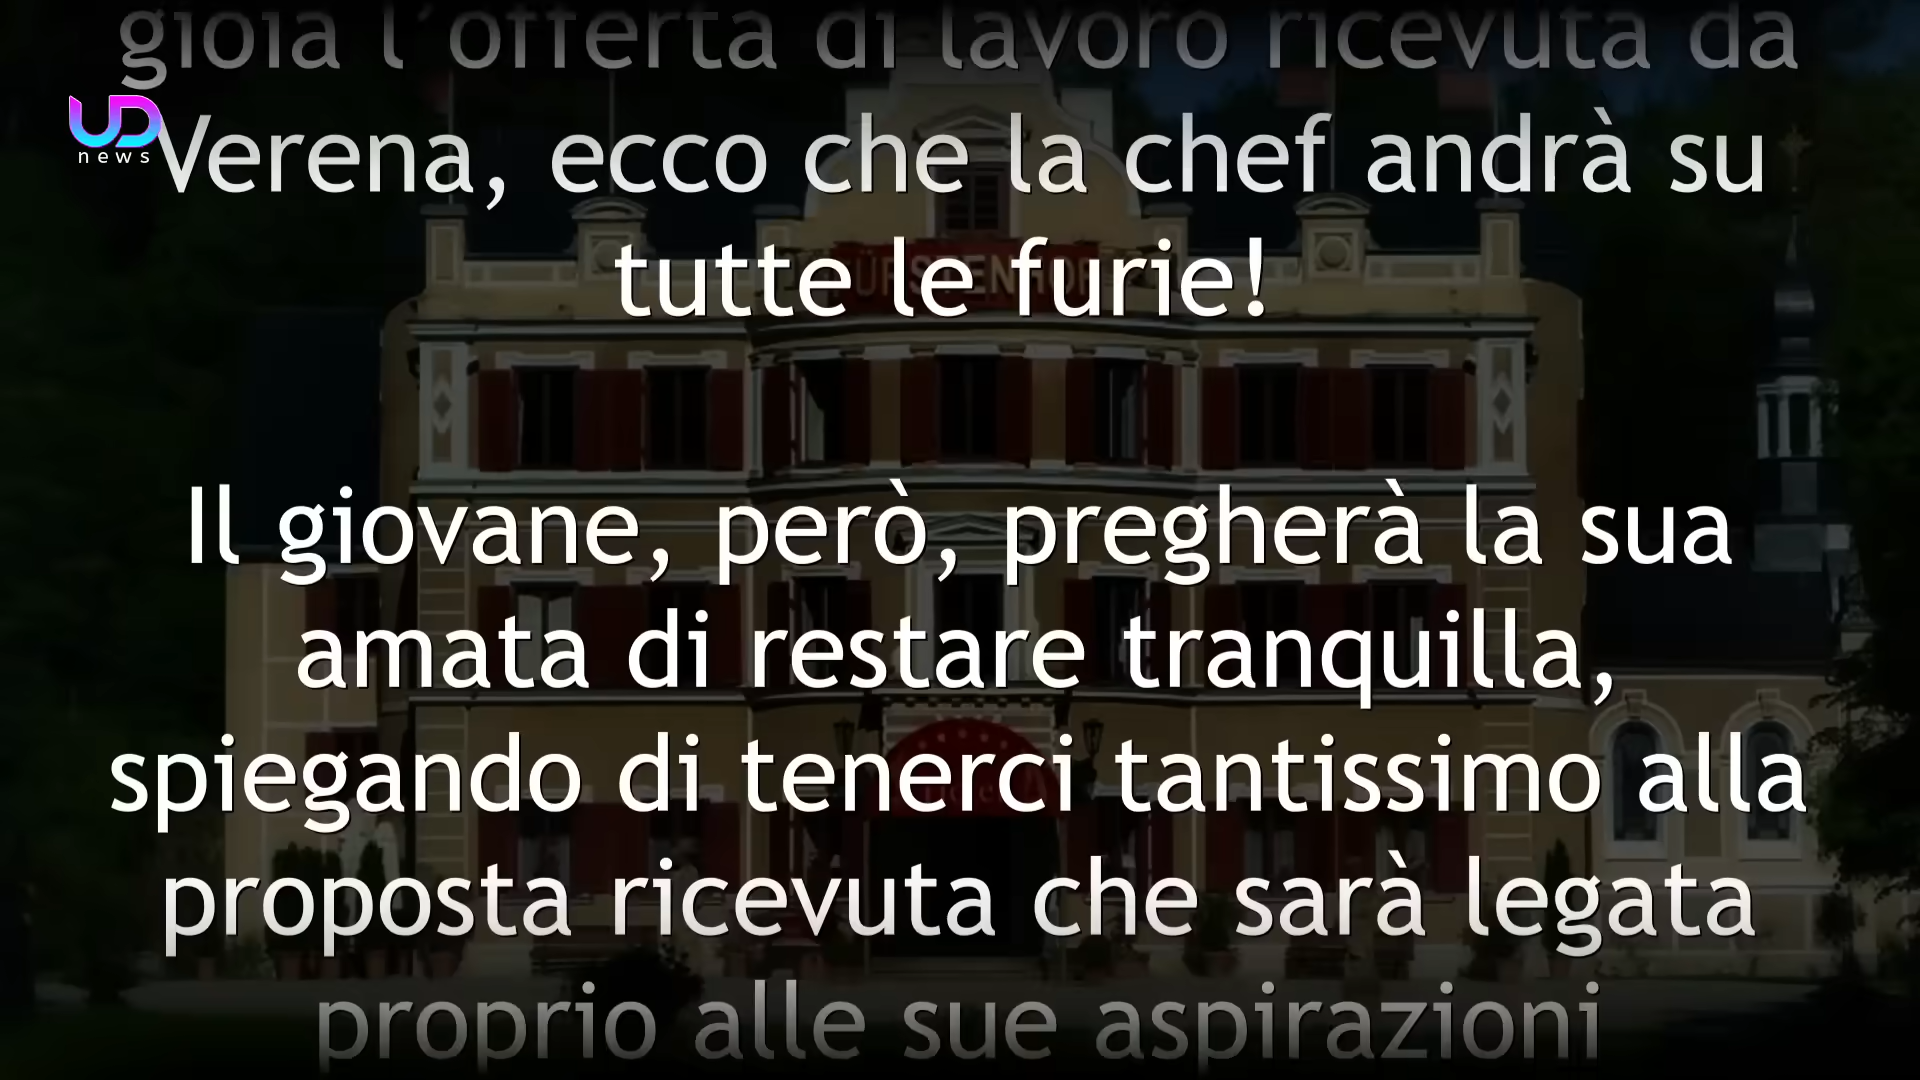 gioia l'offerta di lavoro ricevuta da
UD
news
Verena, ecco che la chef andrà su
tutte le furie!
FÜRSTENHOF
Il giovane, però, pregherà la sua
amata di restare tranquilla,
spiegando di tenerci tantissimo alla
proposta ricevuta che sarà legata
proprio alle sue aspirazioni